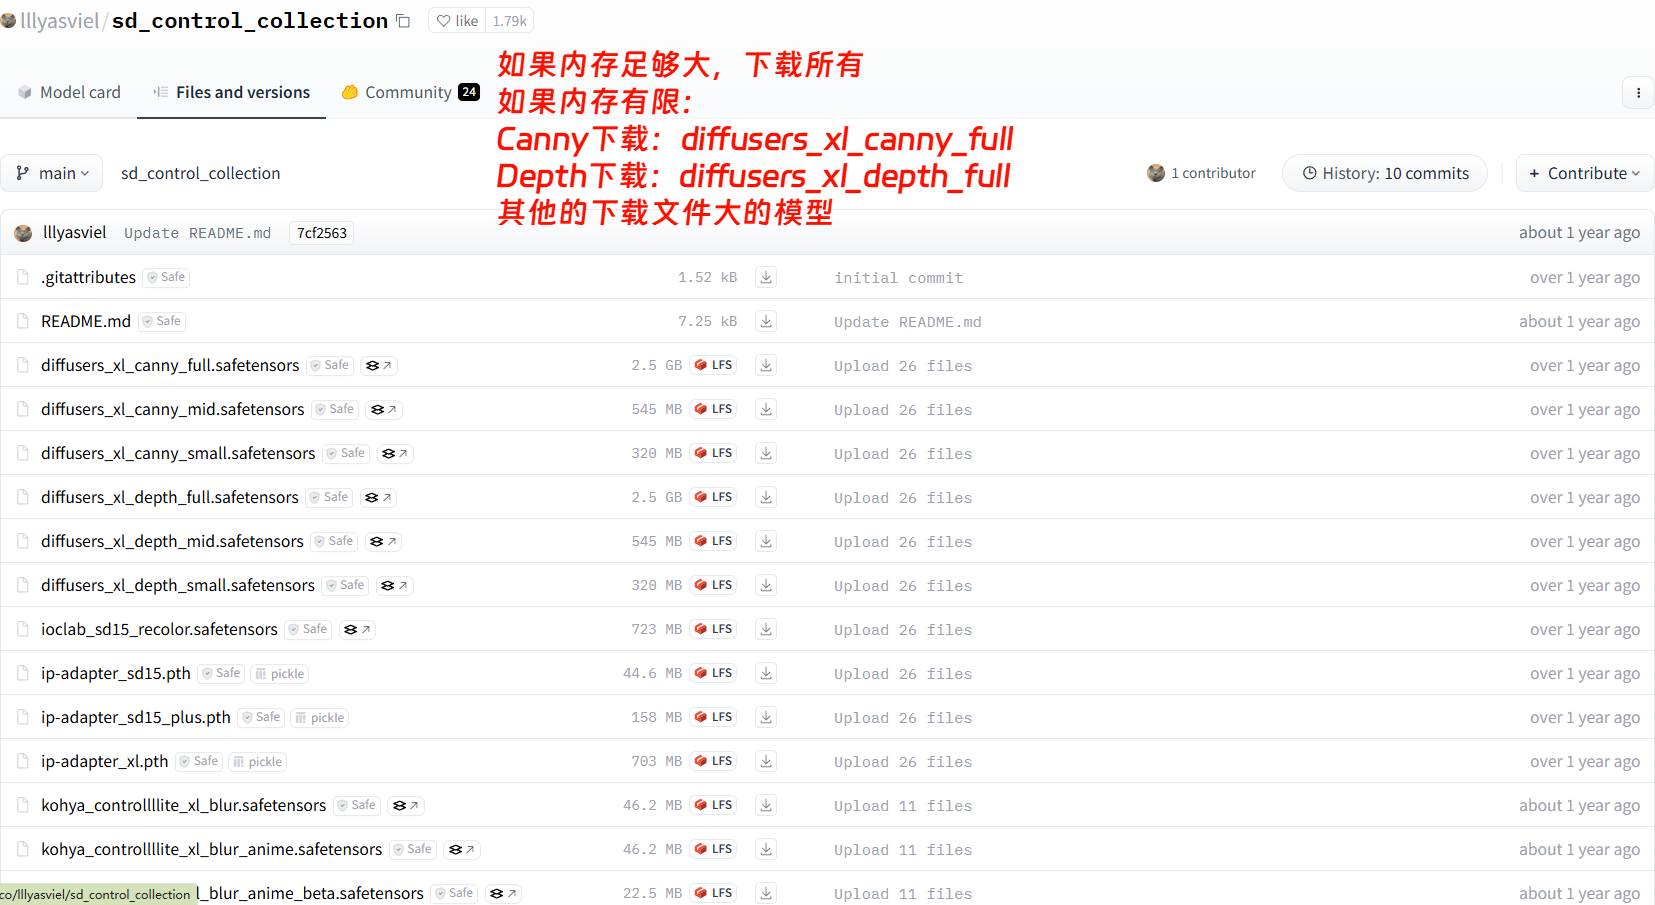 lllyasviel/sd_control_collection like 1.79k
如果内存足够大，下载所有
Model card Files and versions Community 24
如果内存有限：
Canny下载：diffusers_xl_canny_full
main sd_control_collection
Depth下载：diffusers_xl_depth_full
1 contributor History: 10 commits + Contribute
其他的下载文件大的模型
lllyasviel Update README.md 7cf2563 about 1 year ago
.gitattributes Safe 1.52 kB initial commit over 1 year ago
README.md Safe 7.25 kB Update README.md about 1 year ago
diffusers_xl_canny_full.safetensors Safe 2.5 GB LFS Upload 26 files over 1 year ago
diffusers_xl_canny_mid.safetensors Safe 545 MB LFS Upload 26 files over 1 year ago
diffusers_xl_canny_small.safetensors Safe 320 MB LFS Upload 26 files over 1 year ago
diffusers_xl_depth_full.safetensors Safe 2.5 GB LFS Upload 26 files over 1 year ago
diffusers_xl_depth_mid.safetensors Safe 545 MB LFS Upload 26 files over 1 year ago
diffusers_xl_depth_small.safetensors Safe 320 MB LFS Upload 26 files over 1 year ago
ioclab_sd15_recolor.safetensors Safe 723 MB LFS Upload 26 files over 1 year ago
ip-adapter_sd15.pth Safe pickle 44.6 MB LFS Upload 26 files over 1 year ago
ip-adapter_sd15_plus.pth Safe pickle 158 MB LFS Upload 26 files over 1 year ago
ip-adapter_xl.pth Safe pickle 703 MB LFS Upload 26 files over 1 year ago
kohya_controllllite_xl_blur.safetensors Safe 46.2 MB LFS Upload 11 files about 1 year ago
kohya_controllllite_xl_blur_anime.safetensors Safe 46.2 MB LFS Upload 11 files about 1 year ago
co/lllyasviel/sd_control_collection l_blur_anime_beta.safetensors Safe 22.5 MB LFS Upload 11 files about 1 year ago